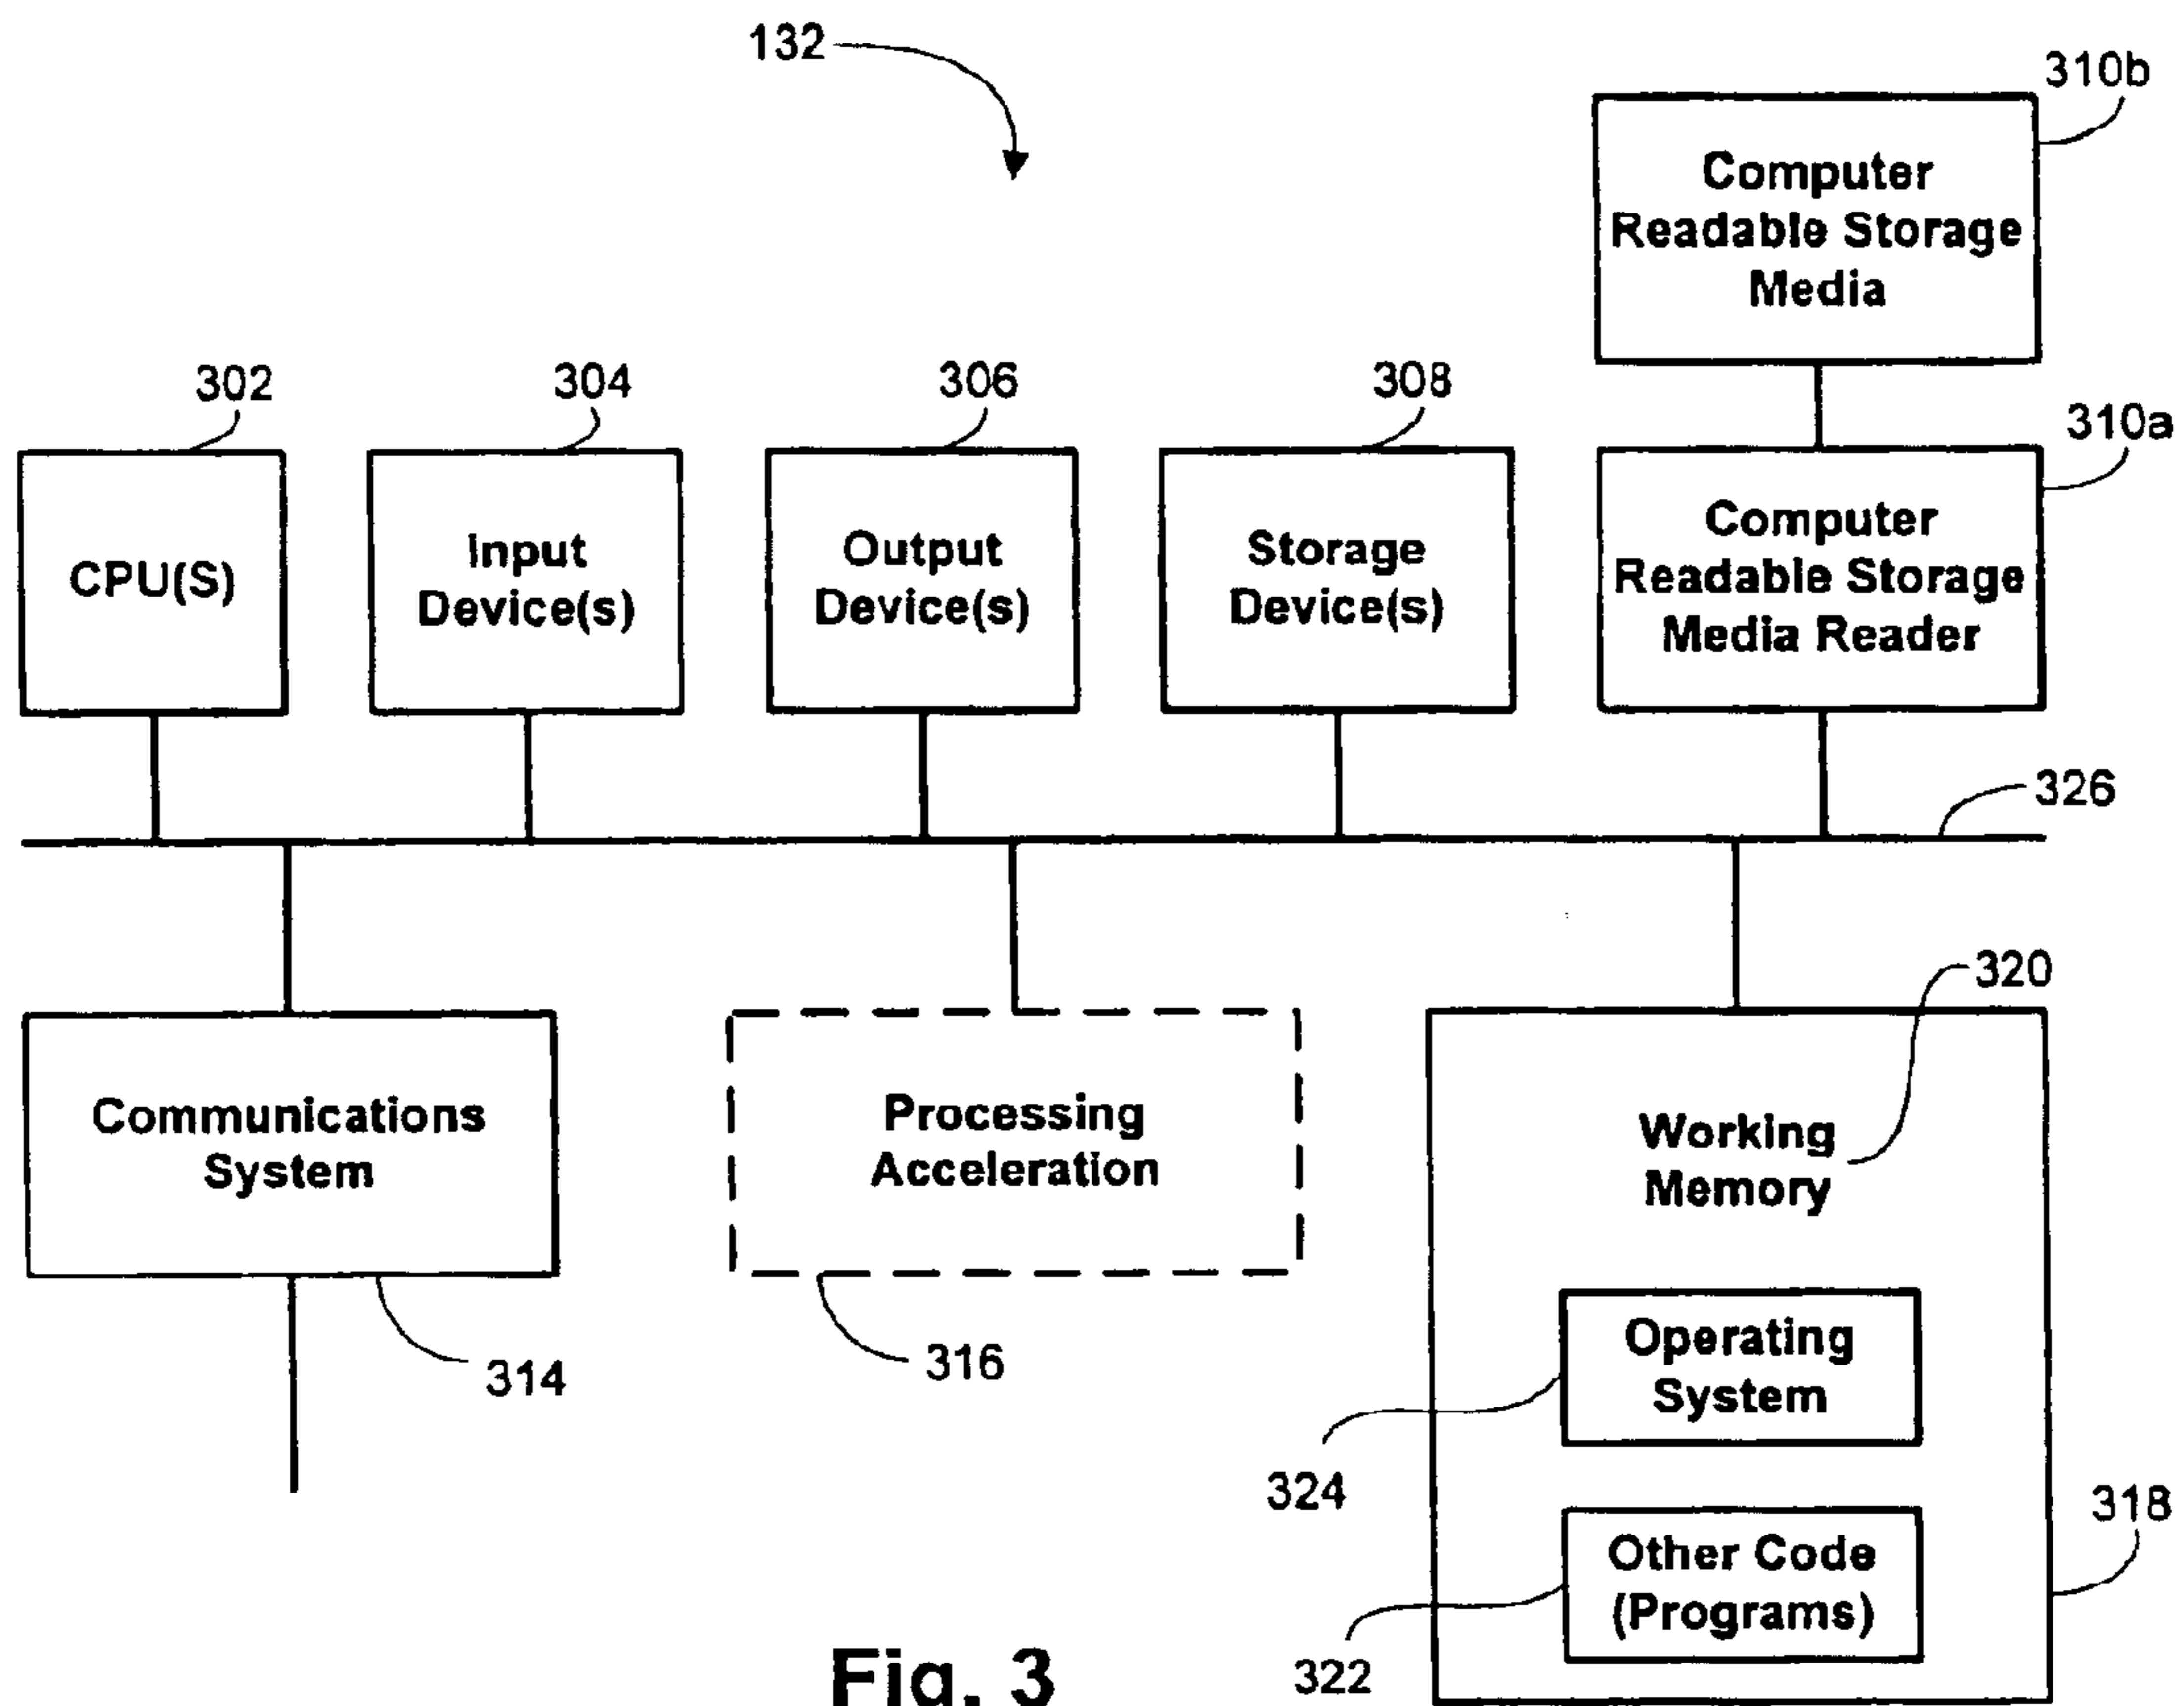 132
310b
Computer
Readable Storage
Media
302
304
306
308
310a
CPU(S)
Input
Device(s)
Output
Device(s)
Storage
Device(s)
Computer
Readable Storage
Media Reader
326
320
Communications
System
Processing
Acceleration
Working
Memory
314
316
Operating
System
324
318
Other Code
(Programs)
322
Fig. 3